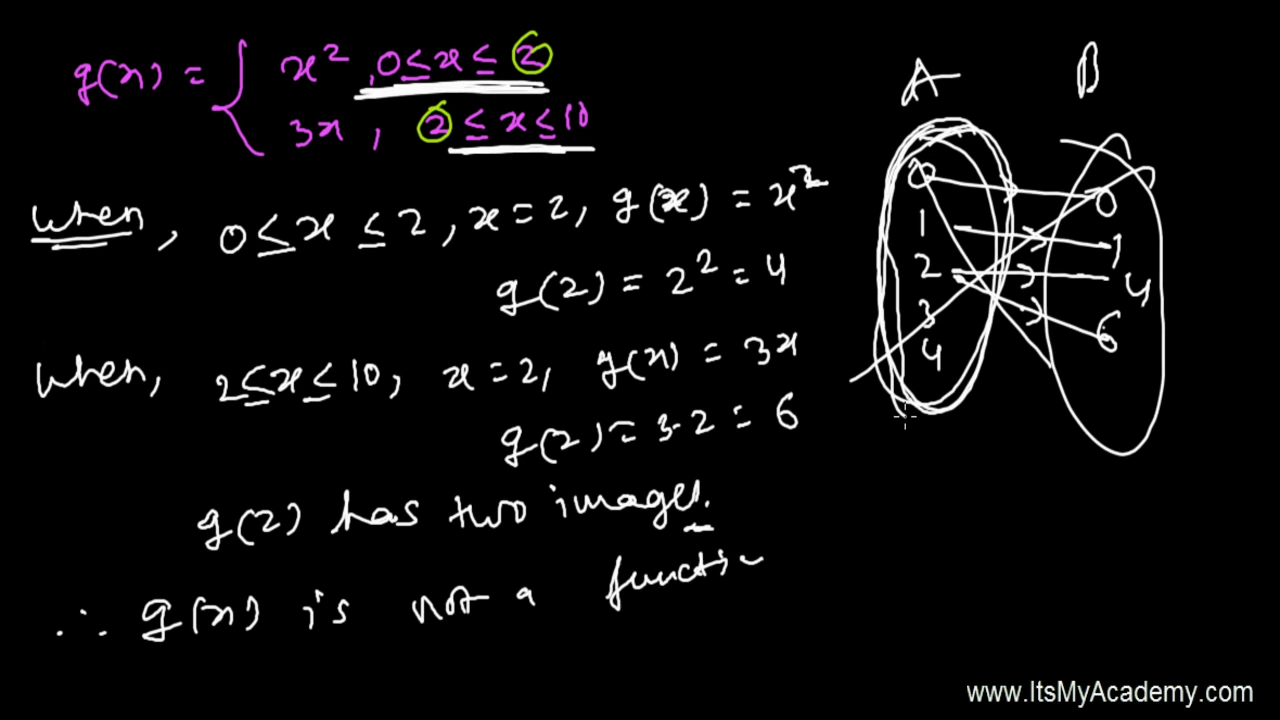 g(x) = { x², 0 ≤ x ≤ 2
3x, 2 ≤ x ≤ 10
when, 0 ≤ x ≤ 2, x = 2, g(x) = x²
g(2) = 2² = 4
when, 2 ≤ x ≤ 10, x = 2, g(x) = 3x
g(2) = 3·2 = 6
g(2) has two images.
∴ g(x) is not a function
A B
0 0
1 1
2 4
3 6
4
www.ItsMyAcademy.com